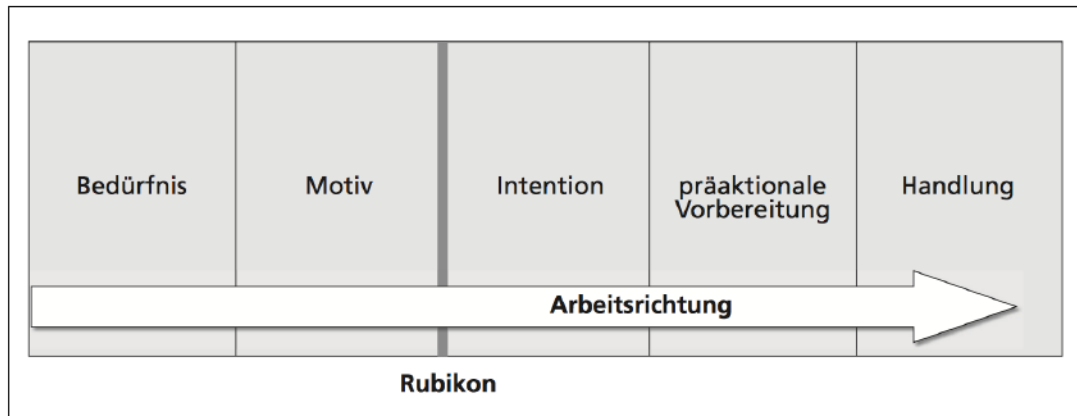 Bedürfnis
Motiv
Intention
präaktionale
Vorbereitung
Handlung
Arbeitsrichtung
Rubikon